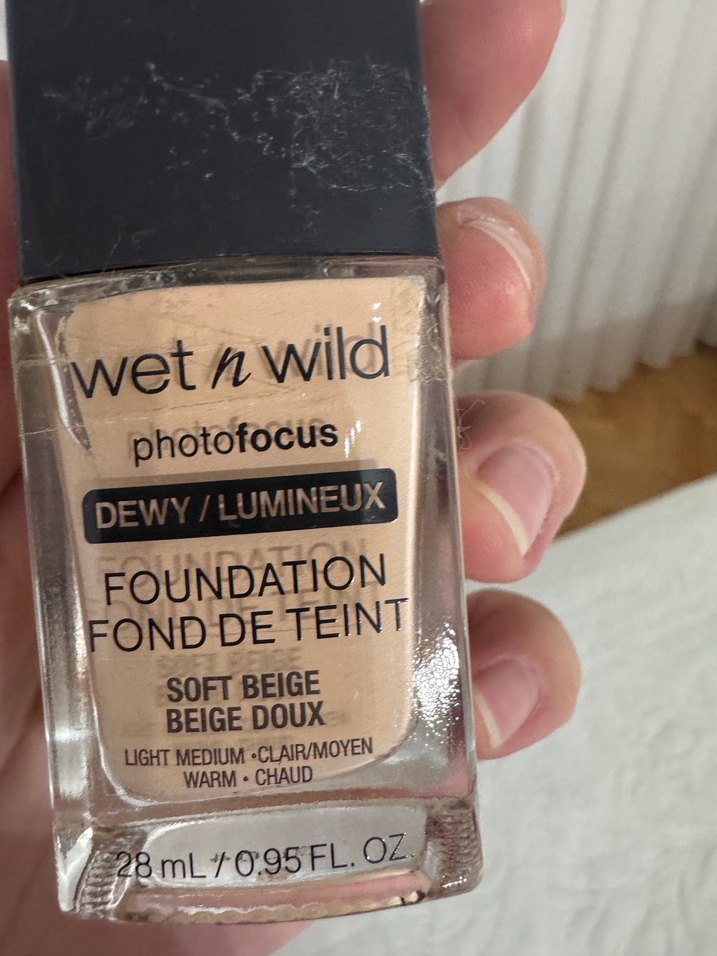 wet n wild
photofocus
DEWY / LUMINEUX
FOUNDATION
FOND DE TEINT
SOFT BEIGE
BEIGE DOUX
LIGHT MEDIUM • CLAIR/MOYEN
WARM • CHAUD
28 mL / 0.95 FL. OZ.